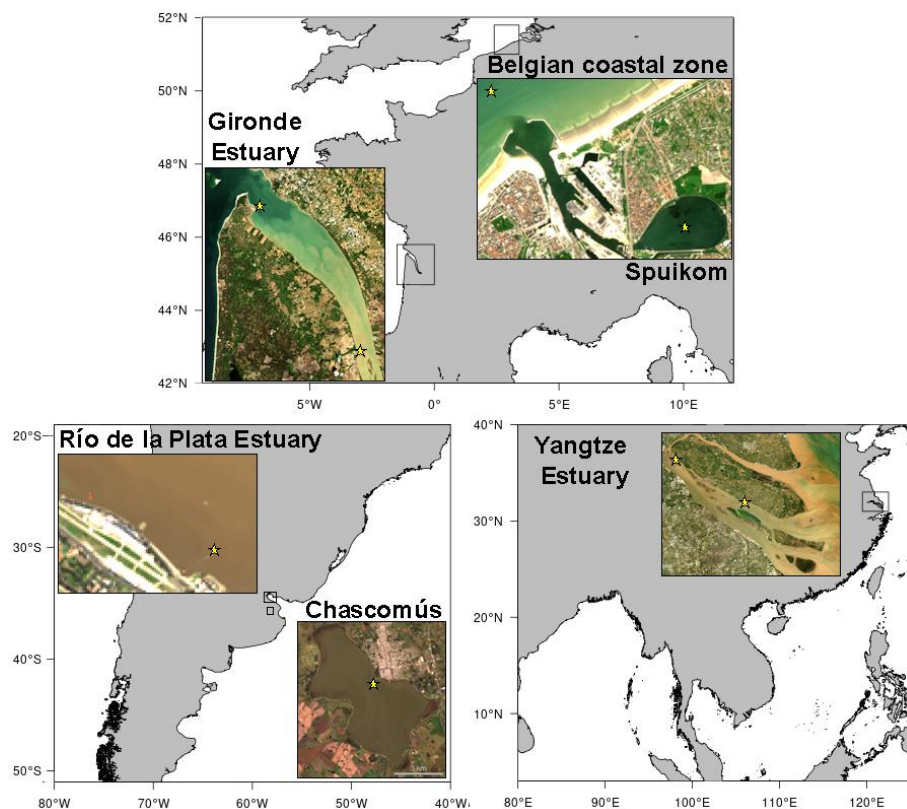 52°N
50°N
48°N
46°N
44°N
42°N
5°W
0°
5°E
10°E
Belgian coastal zone
Gironde
Estuary
Spuikom
20°S
30°S
40°S
50°S
80°W
70°W
60°W
50°W
40°W
Río de la Plata Estuary
Chascomús
40°N
30°N
20°N
10°N
80°E
90°E
100°E
110°E
120°E
Yangtze
Estuary